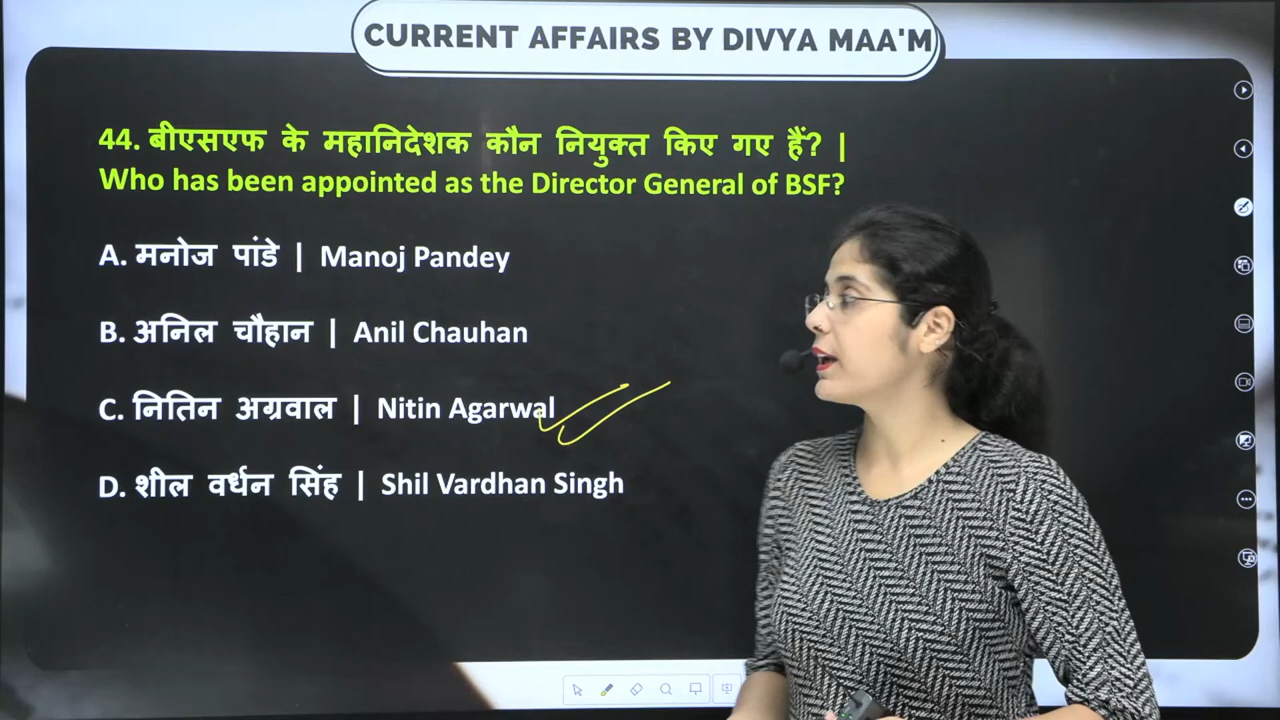 CURRENT AFFAIRS BY DIVYA MAA'M
44. बीएसएफ के महानिदेशक कौन नियुक्त किए गए हैं? |
Who has been appointed as the Director General of BSF?
A. मनोज पांडे | Manoj Pandey
B. अनिल चौहान | Anil Chauhan
C. नितिन अग्रवाल | Nitin Agarwal
D. शील वर्धन सिंह | Shil Vardhan Singh